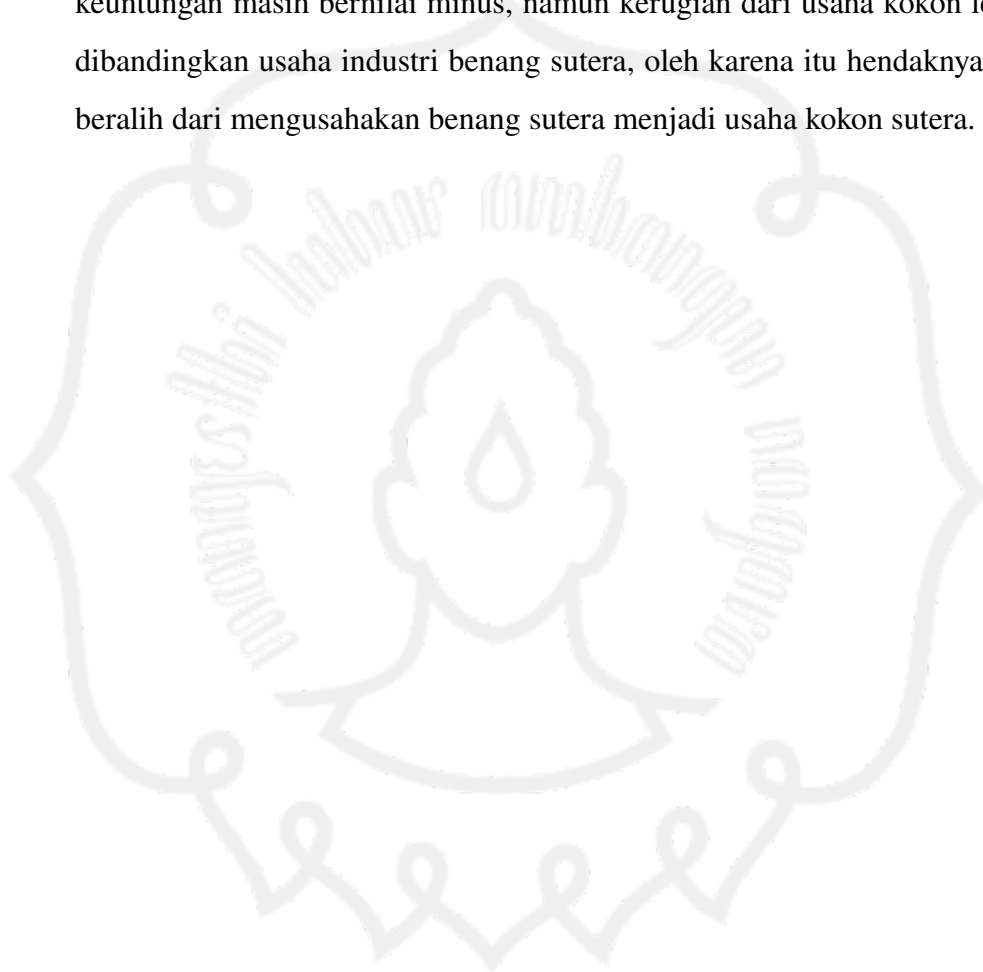 keuntungan masih bernilai minus, namun kerugian dari usaha kokon
dibandingkan usaha industri benang sutera, oleh karena itu hendaknya
beralih dari mengusahakan benang sutera menjadi usaha kokon sutera.